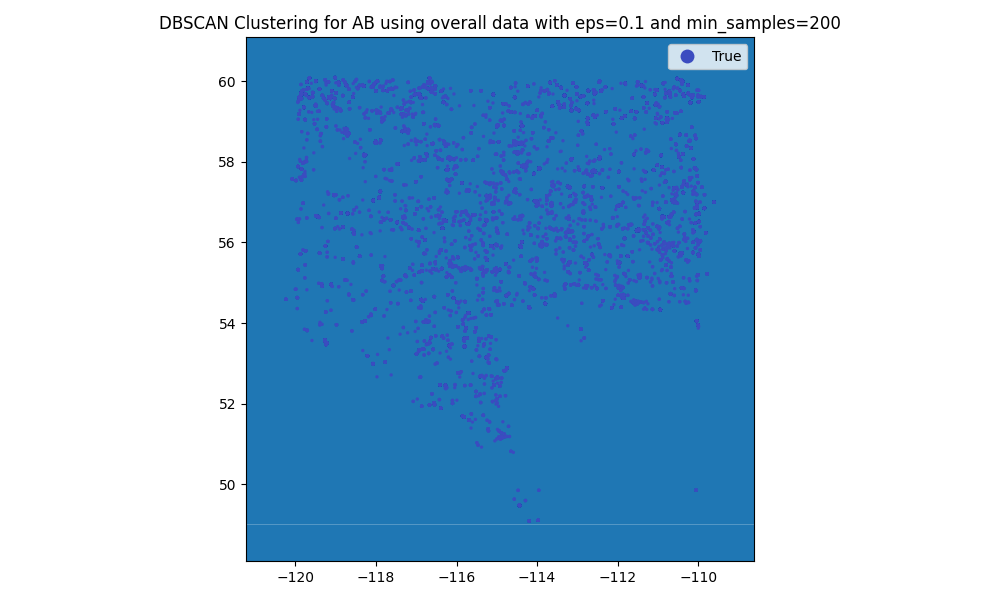 DBSCAN Clustering for AB using overall data with eps=0.1 and min_samples=200
True
60
58
56
54
52
50
−120 −118 −116 −114 −112 −110